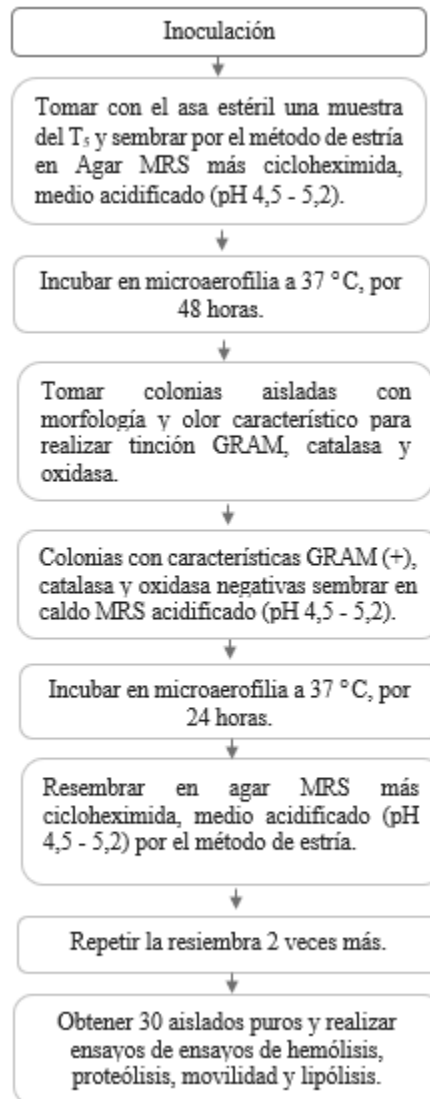 Inoculación
Tomar con el asa estéril una muestra
del T₅ y sembrar por el método de estría
en Agar MRS más cicloheximida,
medio acidificado (pH 4,5 - 5,2).
Incubar en microaerofilia a 37 °C, por
48 horas.
Tomar colonias aisladas con
morfología y olor característico para
realizar tinción GRAM, catalasa y
oxidasa.
Colonias con características GRAM (+),
catalasa y oxidasa negativas sembrar en
caldo MRS acidificado (pH 4,5 - 5,2).
Incubar en microaerofilia a 37 °C, por
24 horas.
Resembrar en agar MRS más
cicloheximida, medio acidificado (pH
4,5 - 5,2) por el método de estría.
Repetir la resiembra 2 veces más.
Obtener 30 aislados puros y realizar
ensayos de ensayos de hemólisis,
proteólisis, movilidad y lipólisis.